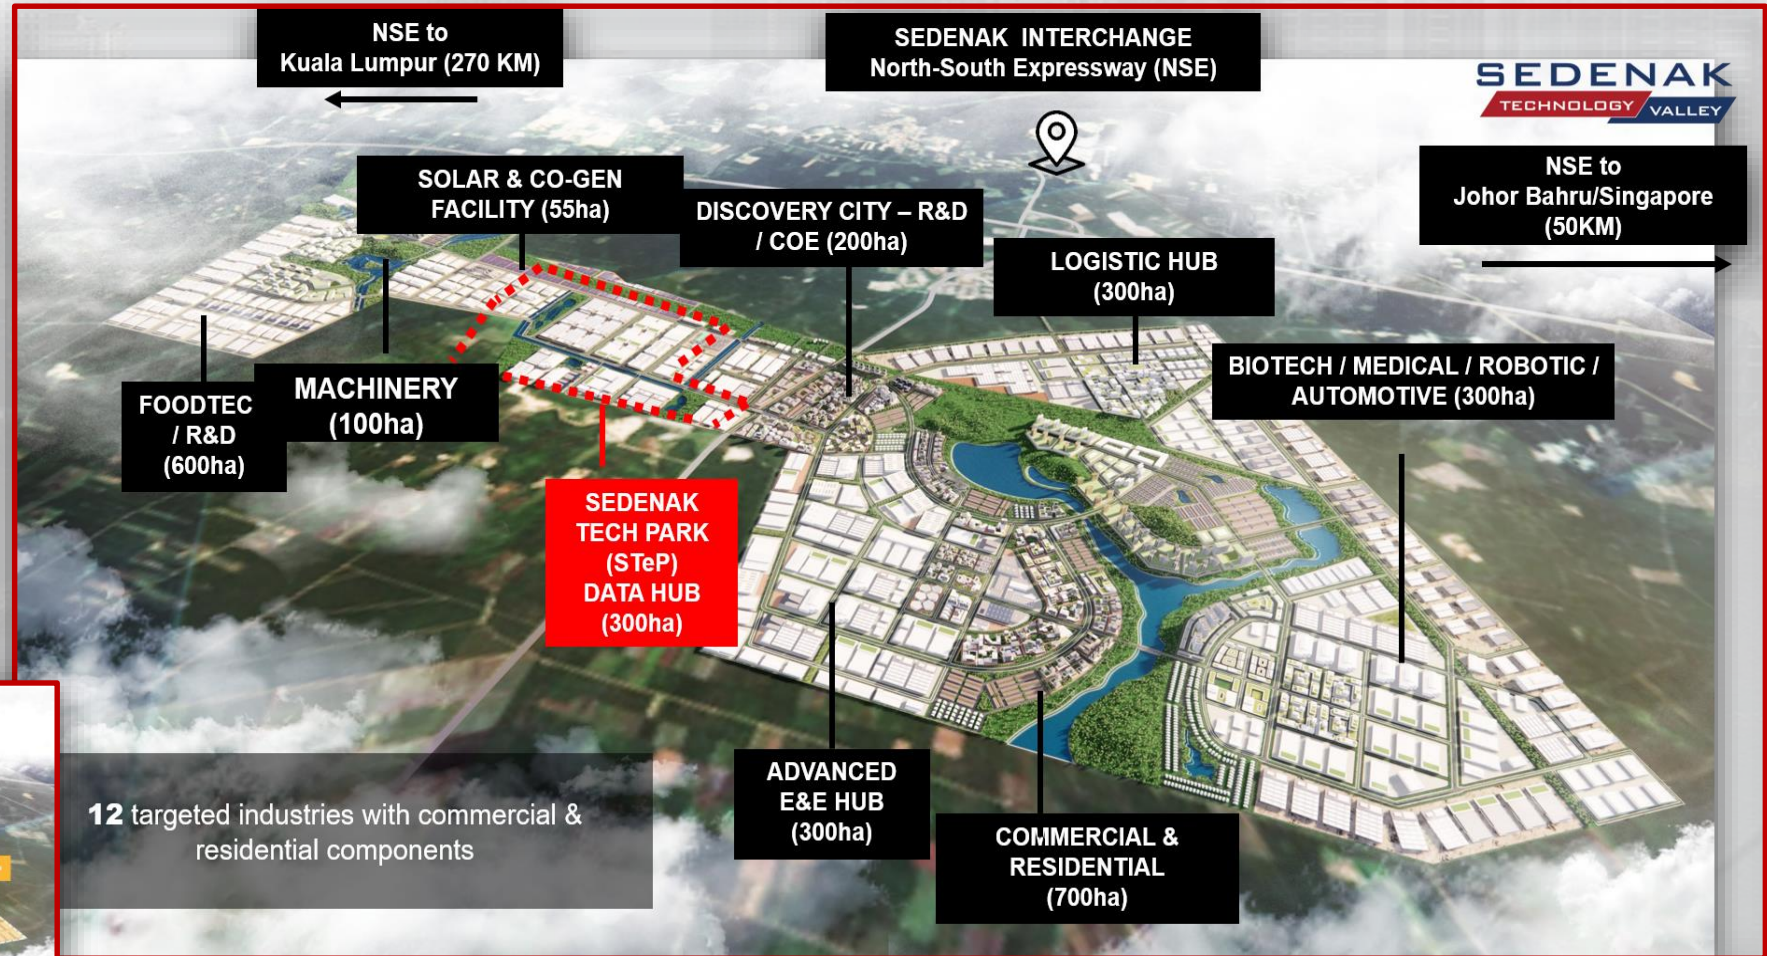 NSE to
Kuala Lumpur (270 KM)
SEDENAK INTERCHANGE
North-South Expressway (NSE)
SEDENAK
TECHNOLOGY VALLEY
NSE to
Johor Bahru/Singapore
(50KM)
SOLAR & CO-GEN
FACILITY (55ha)
DISCOVERY CITY – R&D
/ COE (200ha)
LOGISTIC HUB
(300ha)
BIOTECH / MEDICAL / ROBOTIC /
AUTOMOTIVE (300ha)
FOODTEC
/ R&D
(600ha)
MACHINERY
(100ha)
SEDENAK
TECH PARK
(STeP)
DATA HUB
(300ha)
ADVANCED
E&E HUB
(300ha)
COMMERCIAL &
RESIDENTIAL
(700ha)
12 targeted industries with commercial &
residential components